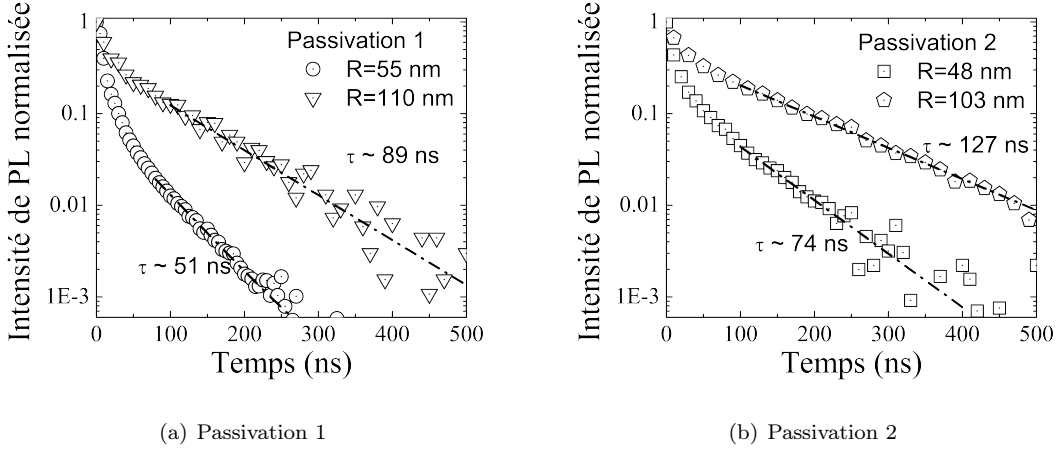 Intensité de PL normalisée
1
0.1
0.01
1E-3
Passivation 1
R=55 nm
R=110 nm
τ ~ 89 ns
τ ~ 51 ns
0 100 200 300 400 500
Temps (ns)
(a) Passivation 1
Intensité de PL normalisée
1
0.1
0.01
1E-3
Passivation 2
R=48 nm
R=103 nm
τ ~ 127 ns
τ ~ 74 ns
0 100 200 300 400 500
Temps (ns)
(b) Passivation 2